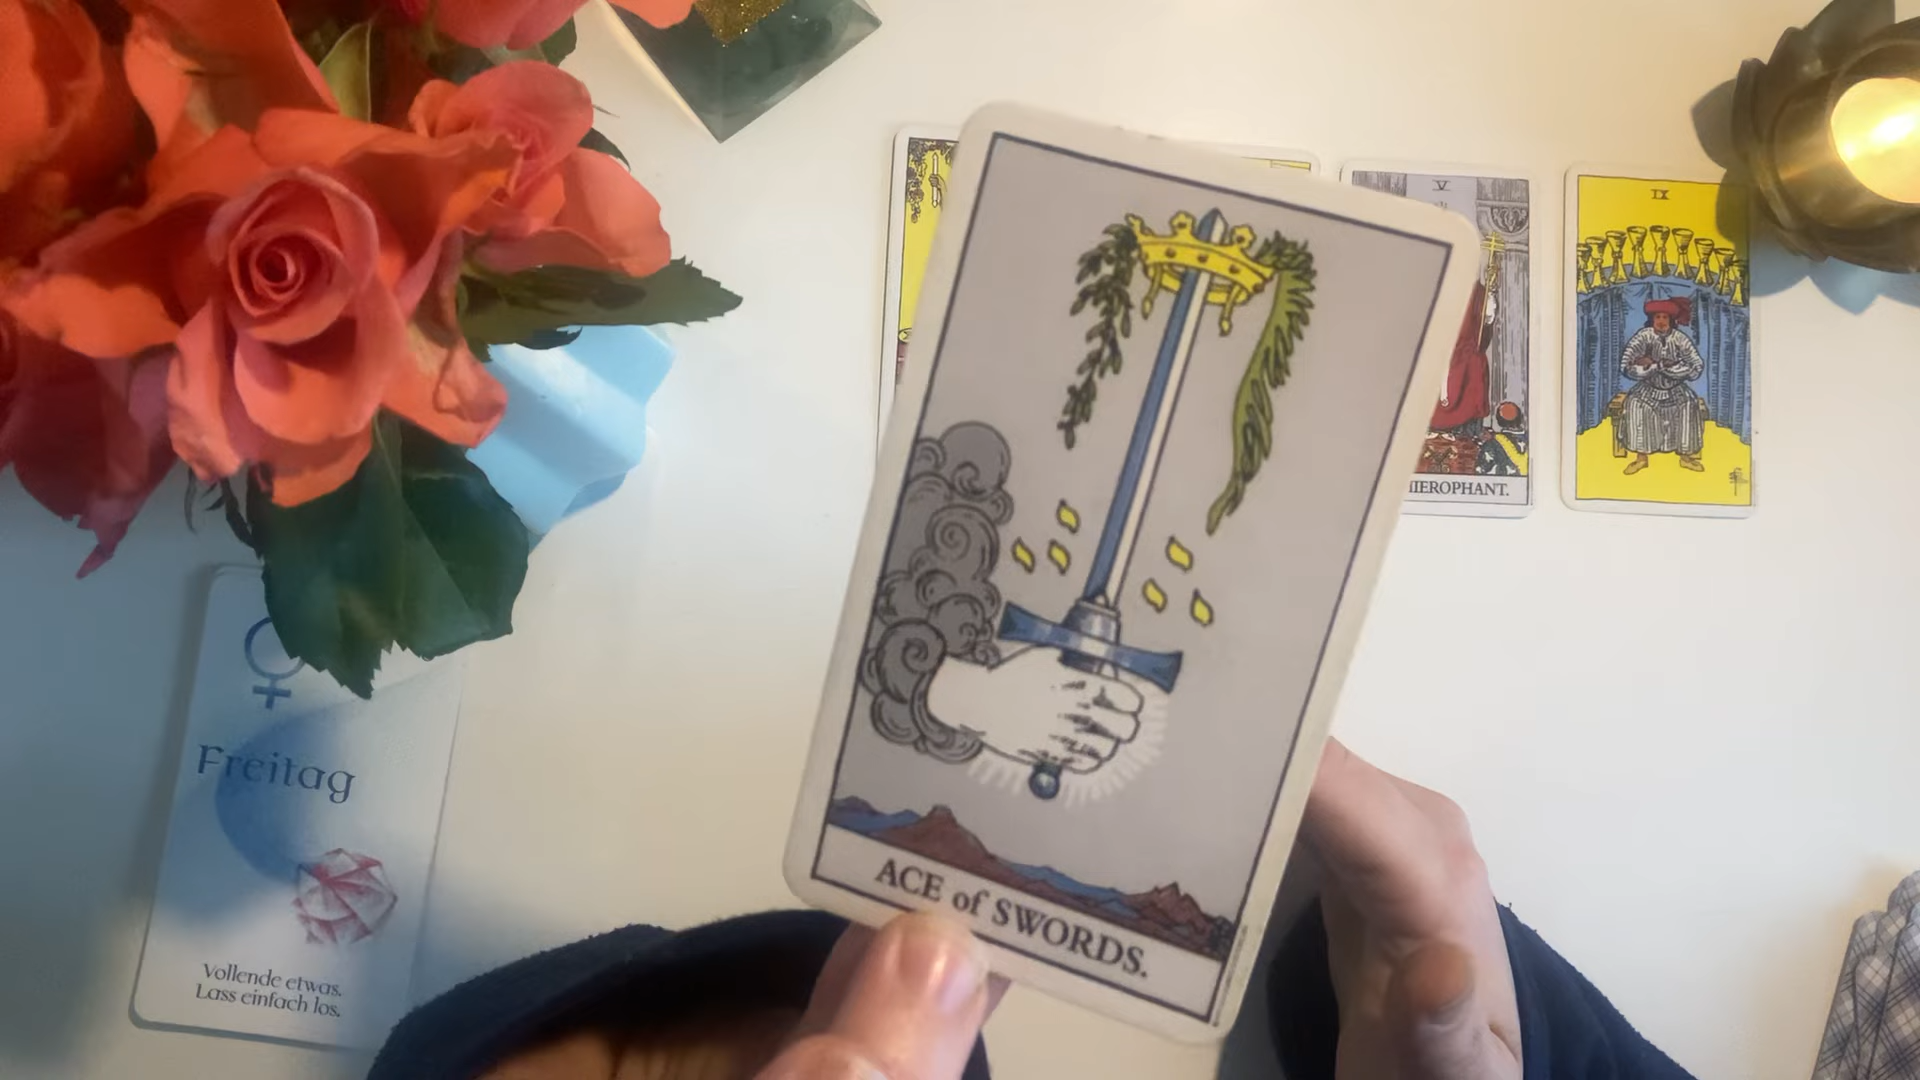 V
IX
HIEROPHANT.
Freitag
ACE of SWORDS.
Vollende etwas.
Lass einfach los.